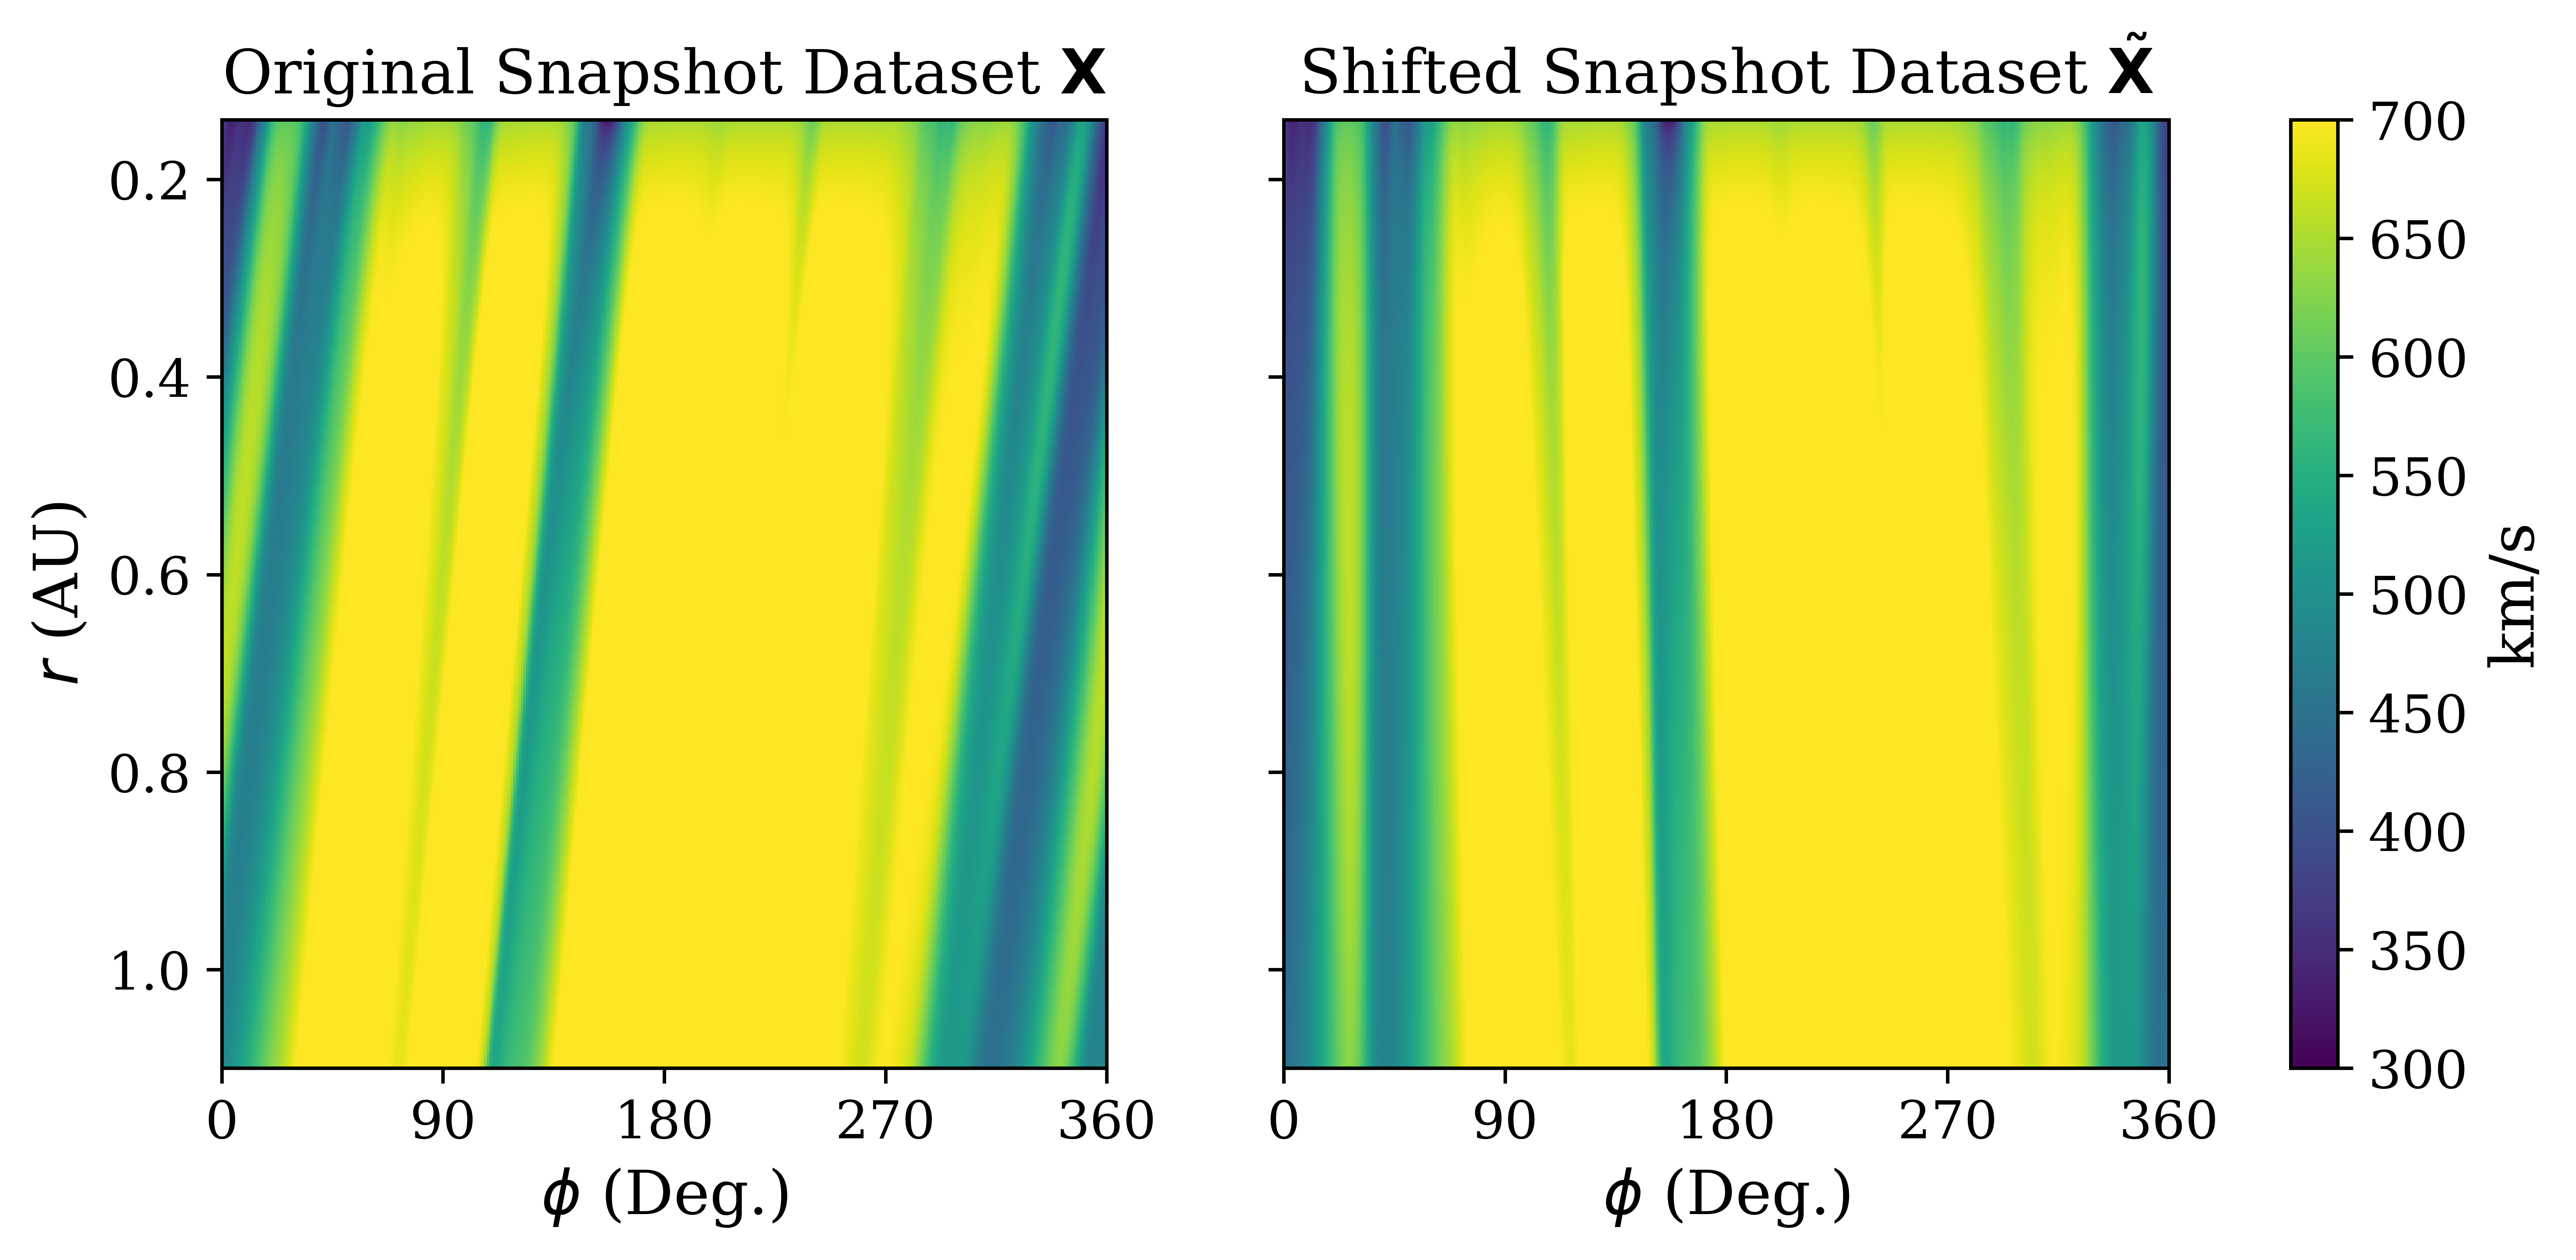 Original Snapshot Dataset X
Shifted Snapshot Dataset X̃
r (AU)
0.2
0.4
0.6
0.8
1.0
0 90 180 270 360
ϕ (Deg.)
0 90 180 270 360
ϕ (Deg.)
700
650
600
550
500
450
400
350
300
km/s